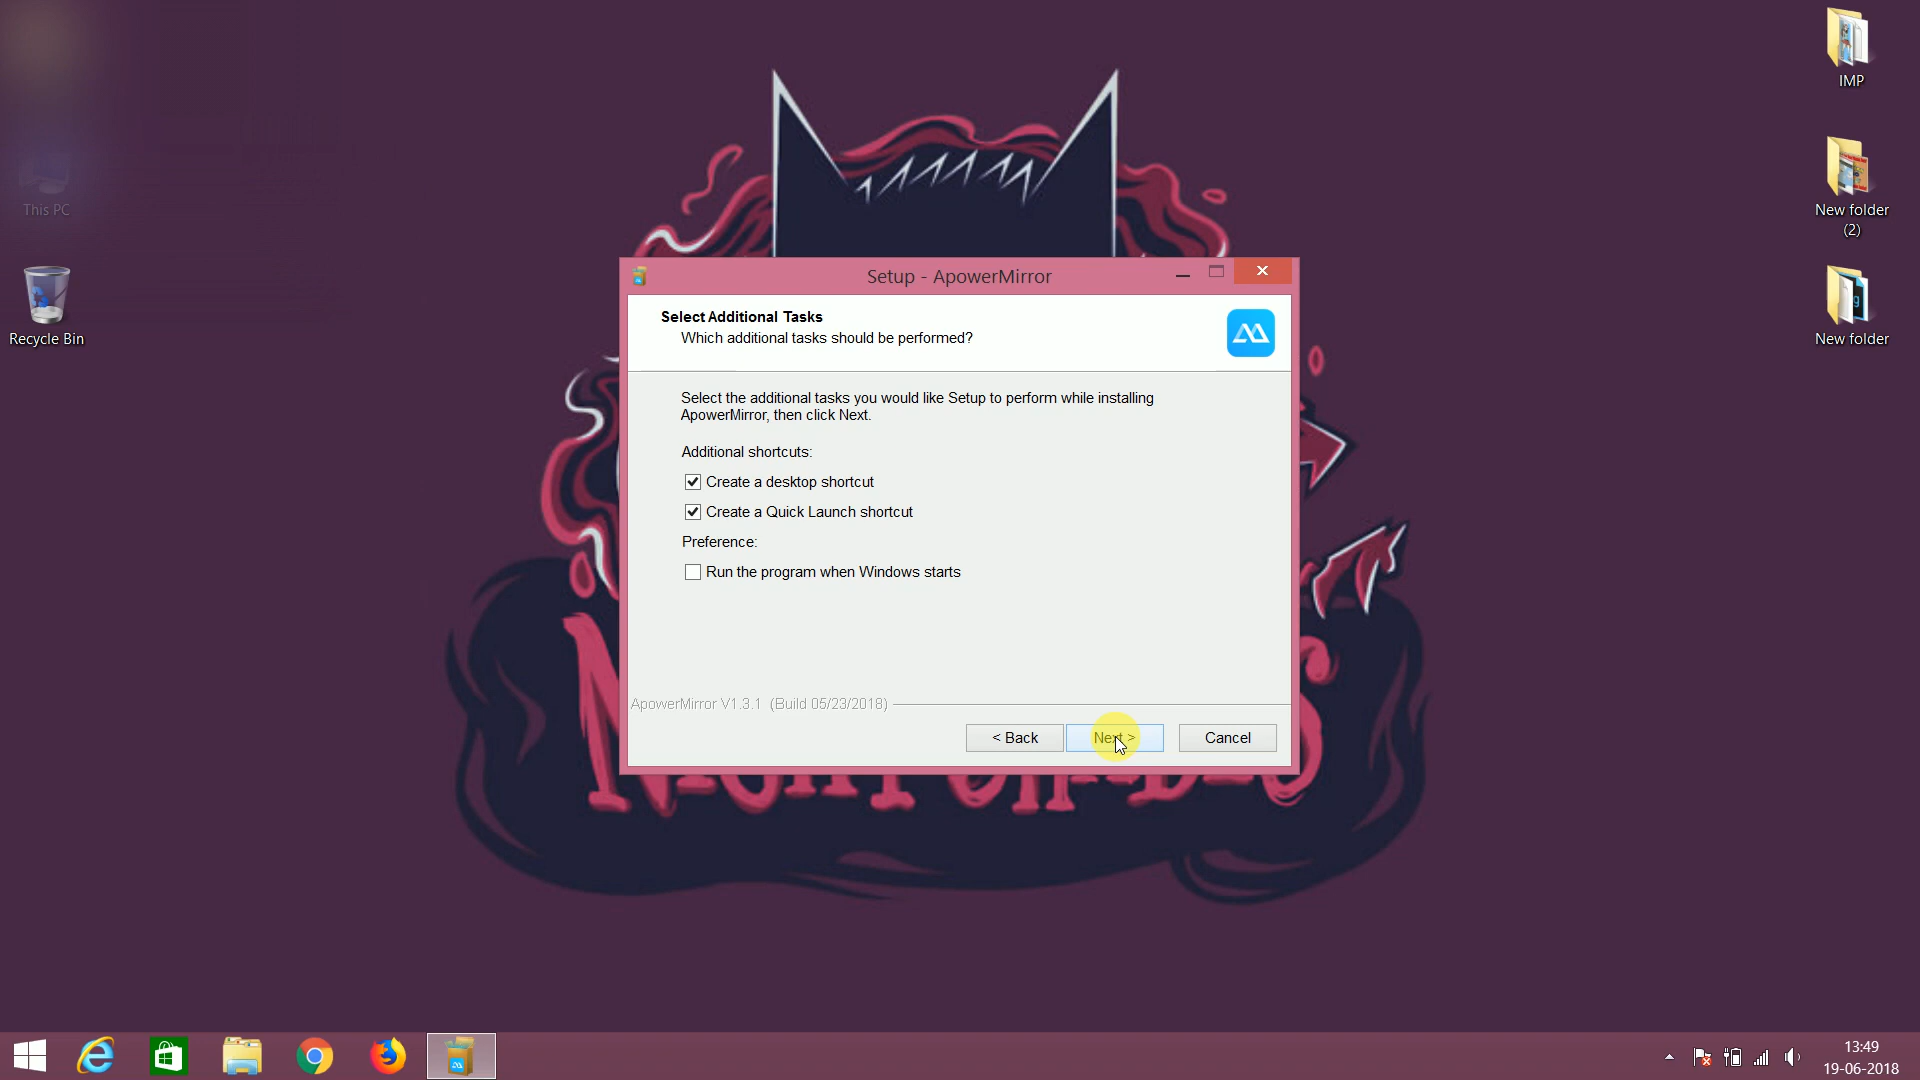 IMP
This PC
New folder
(2)
Recycle Bin
New folder
Setup - ApowerMirror
Select Additional Tasks
Which additional tasks should be performed?
Select the additional tasks you would like Setup to perform while installing
ApowerMirror, then click Next.
Additional shortcuts:
Create a desktop shortcut
Create a Quick Launch shortcut
Preference:
Run the program when Windows starts
ApowerMirror V1.3.1 (Build 05/23/2018)
< Back
Next >
Cancel
13:49
19-06-2018